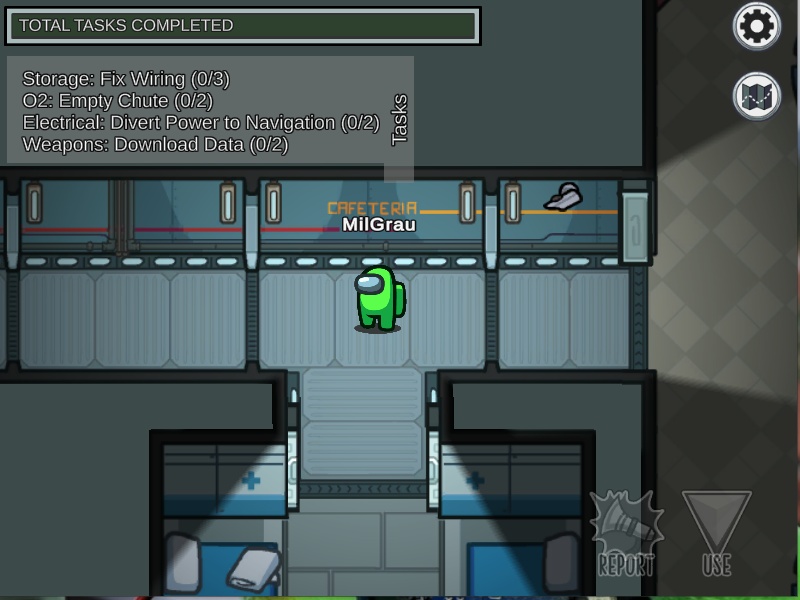 TOTAL TASKS COMPLETED
Storage: Fix Wiring (0/3)
O2: Empty Chute (0/2)
Electrical: Divert Power to Navigation (0/2)
Weapons: Download Data (0/2)
Tasks
CAFETERIA
MilGrau
REPORT
USE